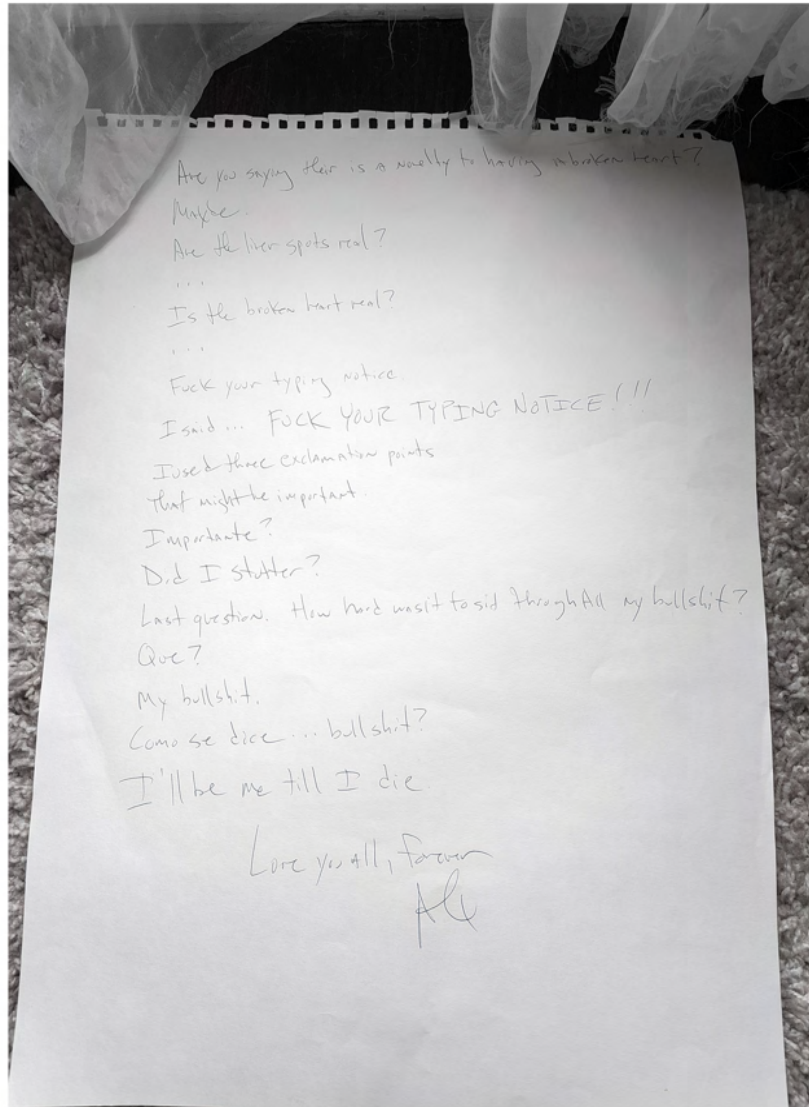 Are you saying their is a novelty to having a broken heart?
Maybe.
Are the liver spots real?
...
Is the broken heart real?
...
Fuck your typing notice.
I said... FUCK YOUR TYPING NOTICE!!!
I used three exclamation points
That might be important.
Importante?
Did I stutter?
Last question. How hard was it to sid through All my bullshit?
Que?
My bullshit.
Como se dice... bullshit?
I'll be me till I die.
Love you all, forever
Alex